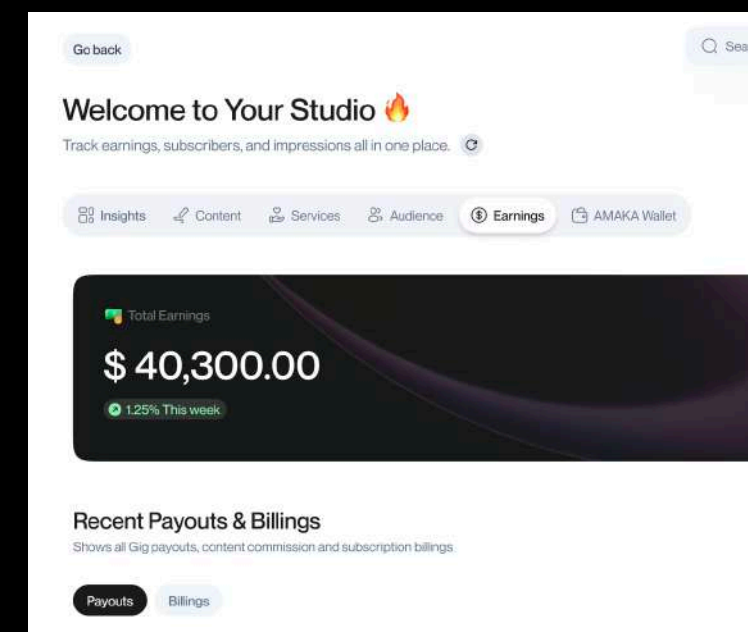 Go back
Sea
Welcome to Your Studio 🔥
Track earnings, subscribers, and impressions all in one place.
Insights Content Services Audience Earnings AMAKA Wallet
Total Earnings
$ 40,300.00
1.25% This week
Recent Payouts & Billings
Shows all Gig payouts, content commission and subscription billings
Payouts Billings